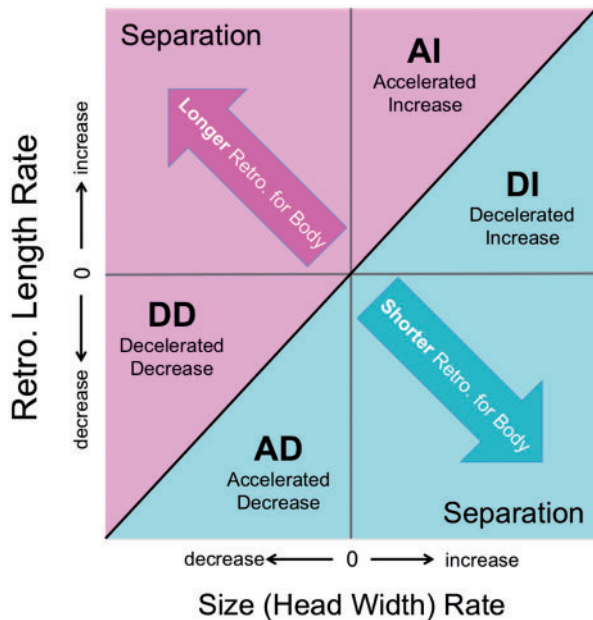 Separation
AI
Accelerated
Increase
Longer Retro. for Body
DI
Decelerated
Increase
Retro. Length Rate
increase
0
decrease
DD
Decelerated
Decrease
Shorter Retro. for Body
AD
Accelerated
Decrease
Separation
decrease
0
increase
Size (Head Width) Rate